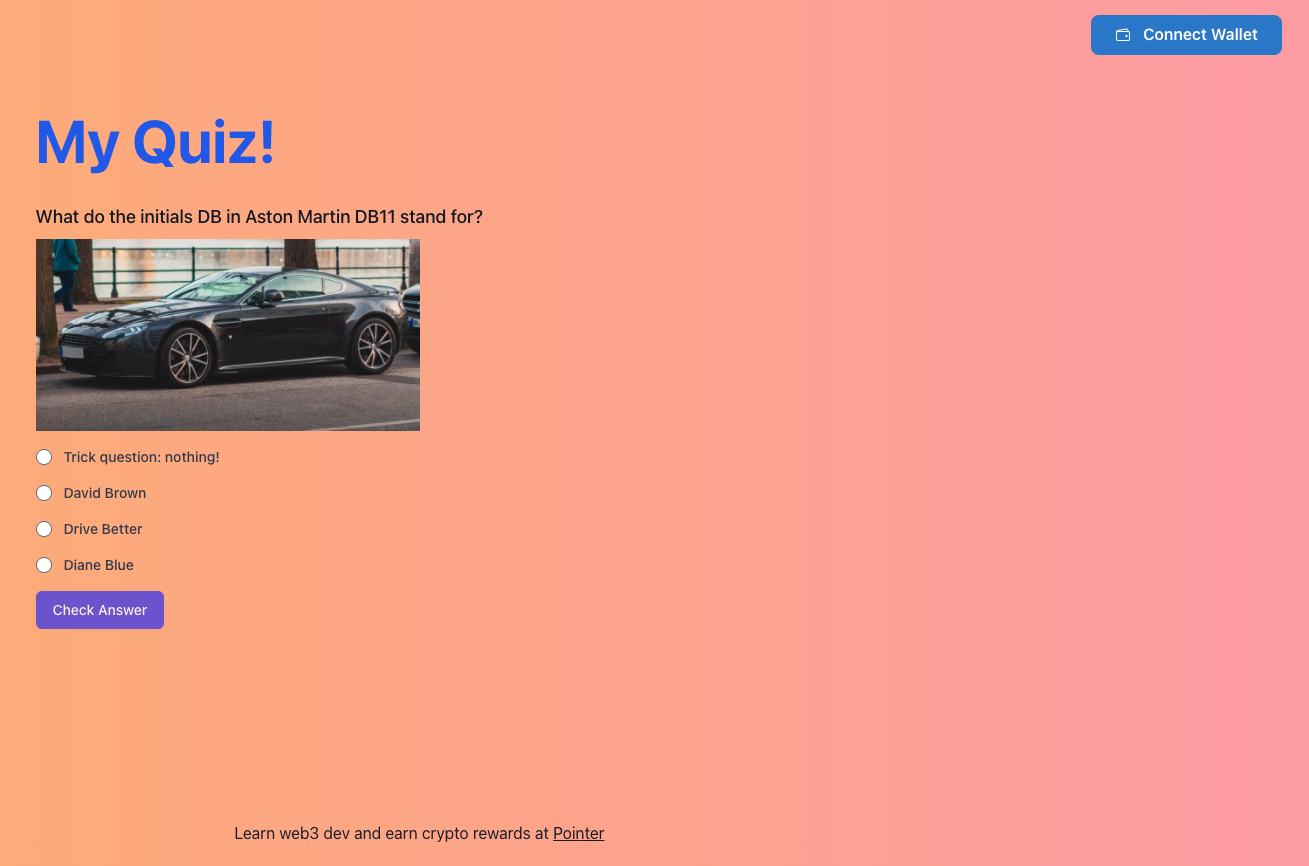 Connect Wallet
My Quiz!
What do the initials DB in Aston Martin DB11 stand for?
Trick question: nothing!
David Brown
Drive Better
Diane Blue
Check Answer
Learn web3 dev and earn crypto rewards at Pointer